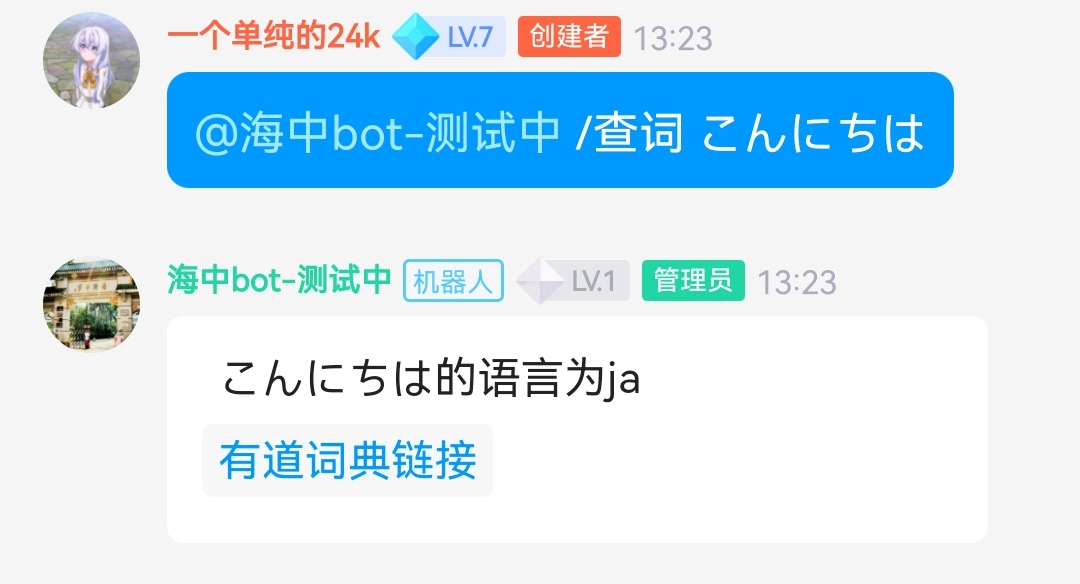 一个单纯的24k LV.7 创建者 13:23
@海中bot-测试中 /查词 こんにちは
海中bot-测试中 机器人 LV.1 管理员 13:23
こんにちは的语言为ja
有道词典链接